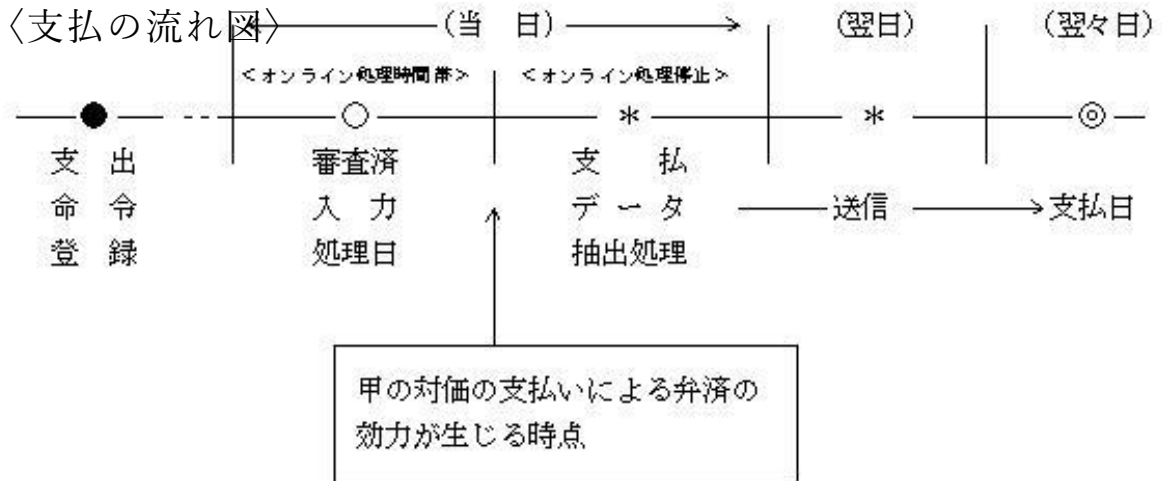 〈支払の流れ図〉
(当 日)
(翌日)
(翌々日)
<オンライン処理時間帯>
<オンライン処理停止>
支 出
命 令
登 録
審査済
入 力
処理日
支 払
データ
抽出処理
送信
支払日
甲の対価の支払いによる弁済の
効力が生じる時点